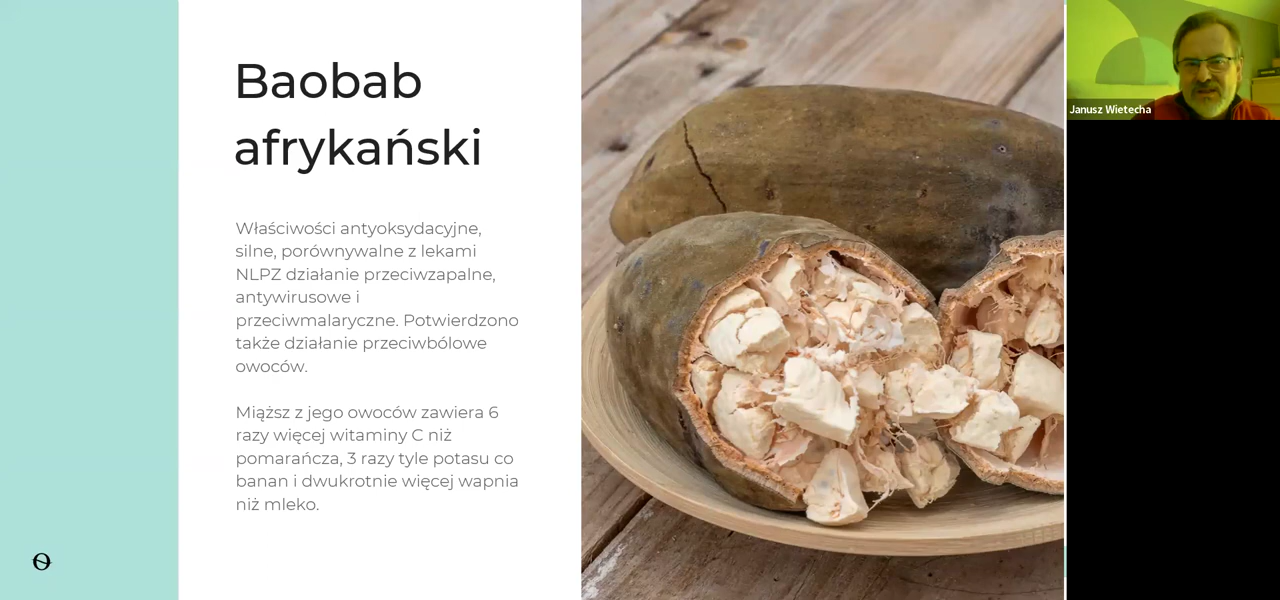 Baobab
afrykański
Właściwości antyoksydacyjne,
silne, porównywalne z lekami
NLPZ działanie przeciwzapalne,
antywirusowe i
przeciwmalaryczne. Potwierdzono
także działanie przeciwbólowe
owoców.
Miąższ z jego owoców zawiera 6
razy więcej witaminy C niż
pomarańcza, 3 razy tyle potasu co
banan i dwukrotnie więcej wapnia
niż mleko.
Janusz Wietecha